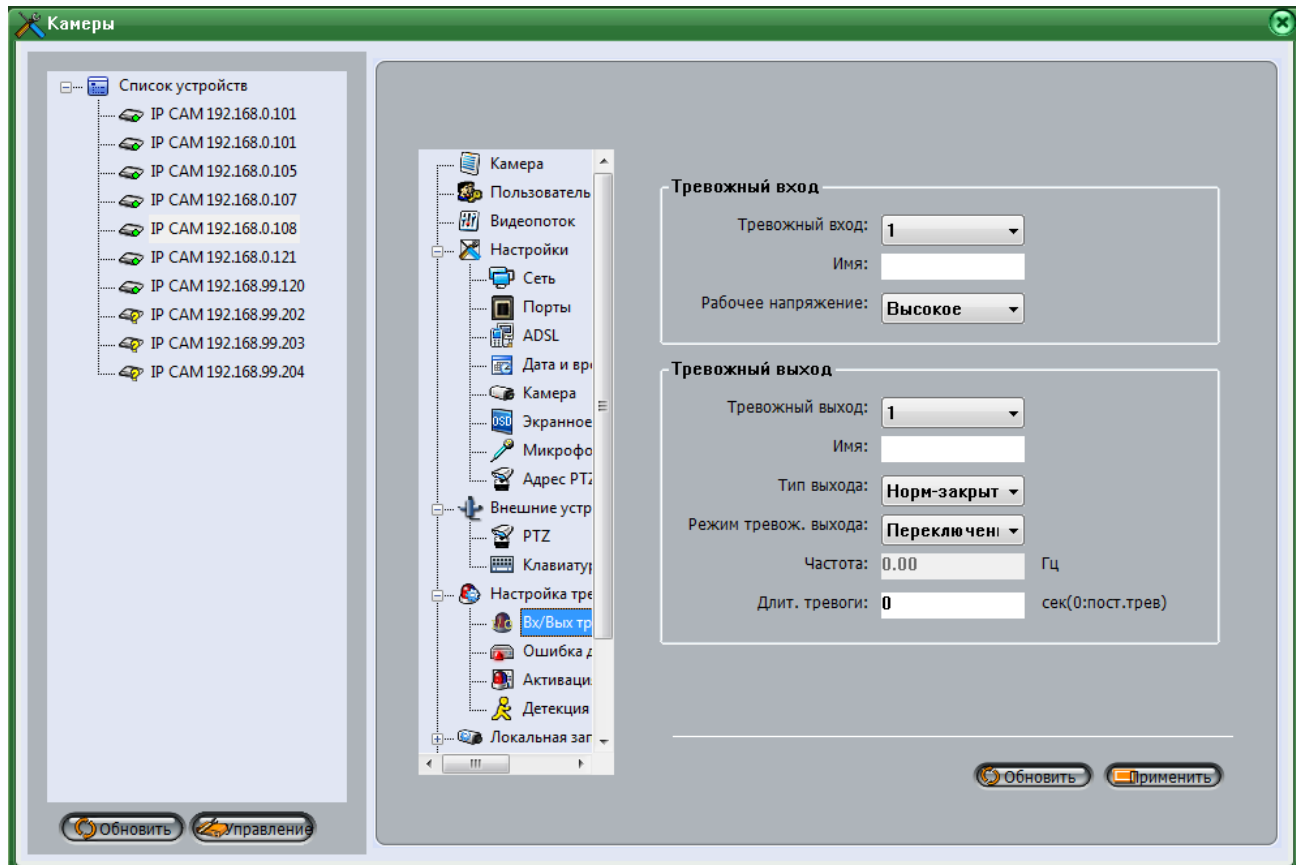 Камеры
Список устройств
IP CAM 192.168.0.101
IP CAM 192.168.0.101
IP CAM 192.168.0.105
IP CAM 192.168.0.107
IP CAM 192.168.0.108
IP CAM 192.168.0.121
IP CAM 192.168.99.120
IP CAM 192.168.99.202
IP CAM 192.168.99.203
IP CAM 192.168.99.204
Обновить
Управление
Камера
Пользователь
Видеопоток
Настройки
Сеть
Порты
ADSL
Дата и вре
Камера
OSD
Экранное
Микрофо
Адрес PTZ
Внешние устр
PTZ
Клавиатур
Настройка тре
Вх/Вых тр
Ошибка д
Активаци
Детекция
Локальная заг
Тревожный вход
Тревожный вход: 1
Имя:
Рабочее напряжение: Высокое
Тревожный выход
Тревожный выход: 1
Имя:
Тип выхода: Норм-закрыт
Режим тревож. выхода: Переключени
Частота: 0.00 Гц
Длит. тревоги: 0 сек(0:пост.трев)
Обновить
Применить